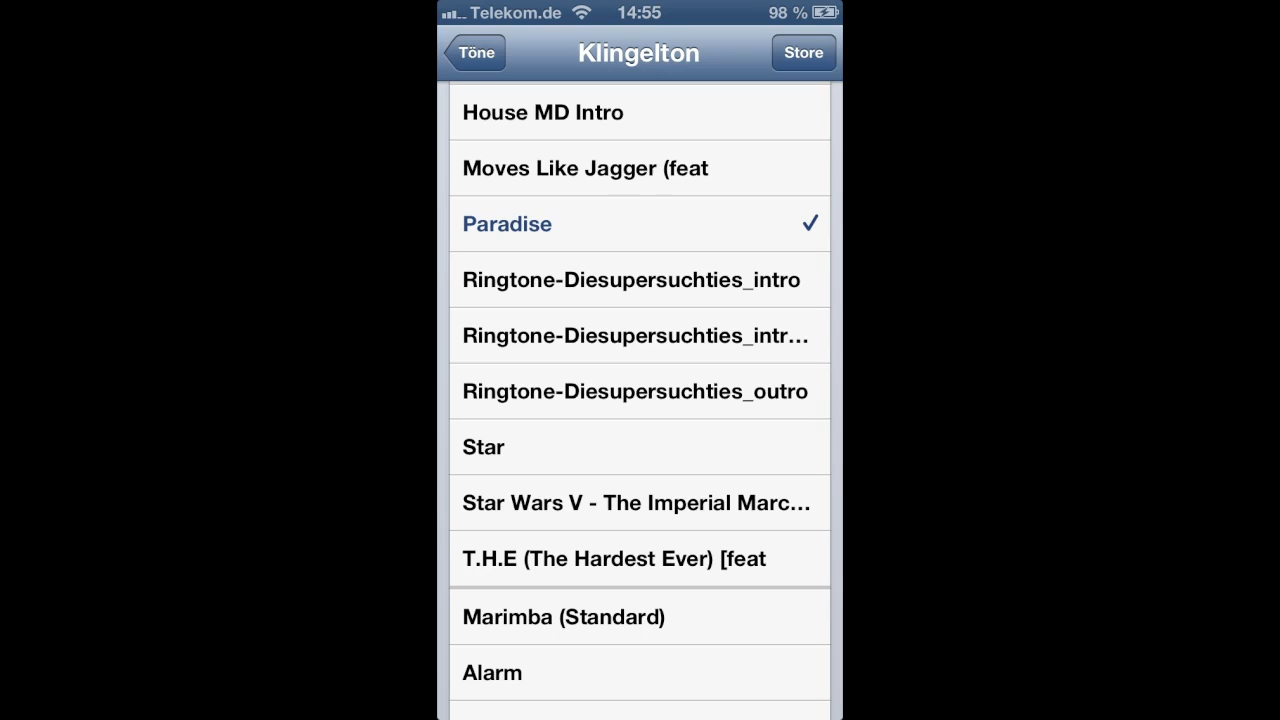 Telekom.de 14:55 98 %
Töne Klingelton Store
House MD Intro
Moves Like Jagger (feat
Paradise
Ringtone-Diesupersuchties_intro
Ringtone-Diesupersuchties_intr...
Ringtone-Diesupersuchties_outro
Star
Star Wars V - The Imperial Marc...
T.H.E (The Hardest Ever) [feat
Marimba (Standard)
Alarm